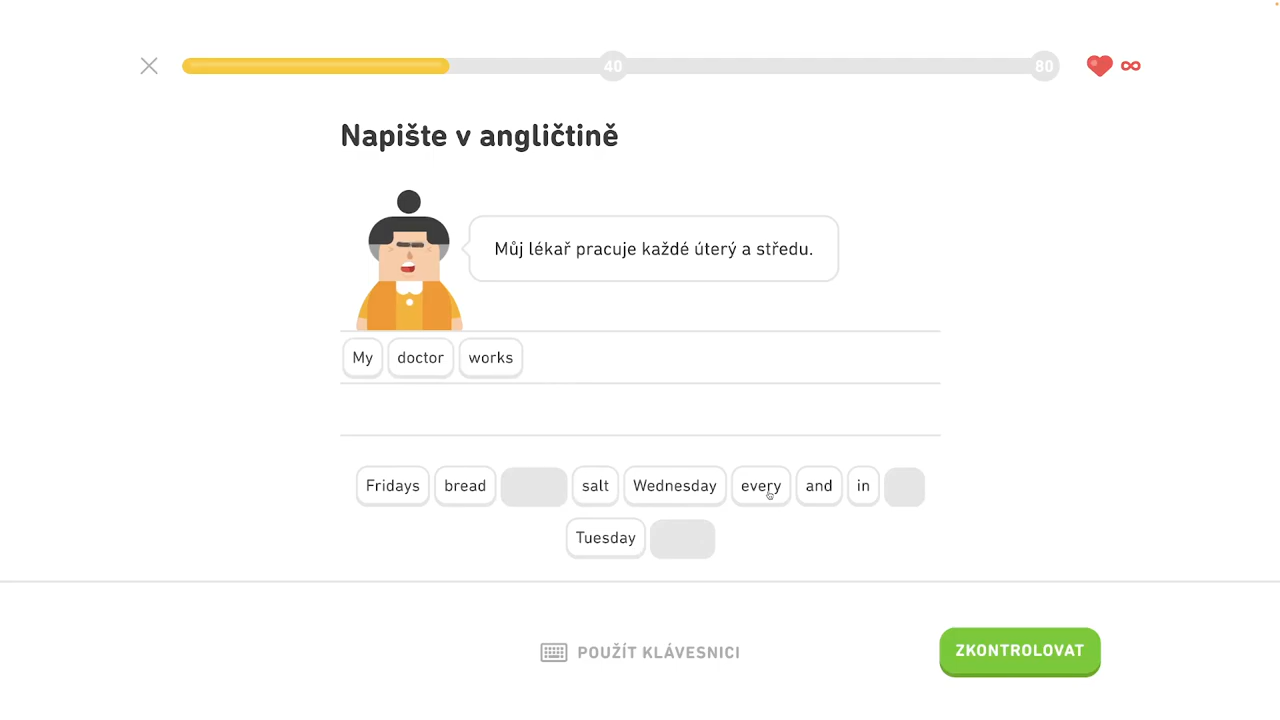 40 80 ∞
Napište v angličtině
Můj lékař pracuje každé úterý a středu.
My doctor works
Fridays bread salt Wednesday every and in
Tuesday
POUŽÍT KLÁVESNICI ZKONTROLOVAT